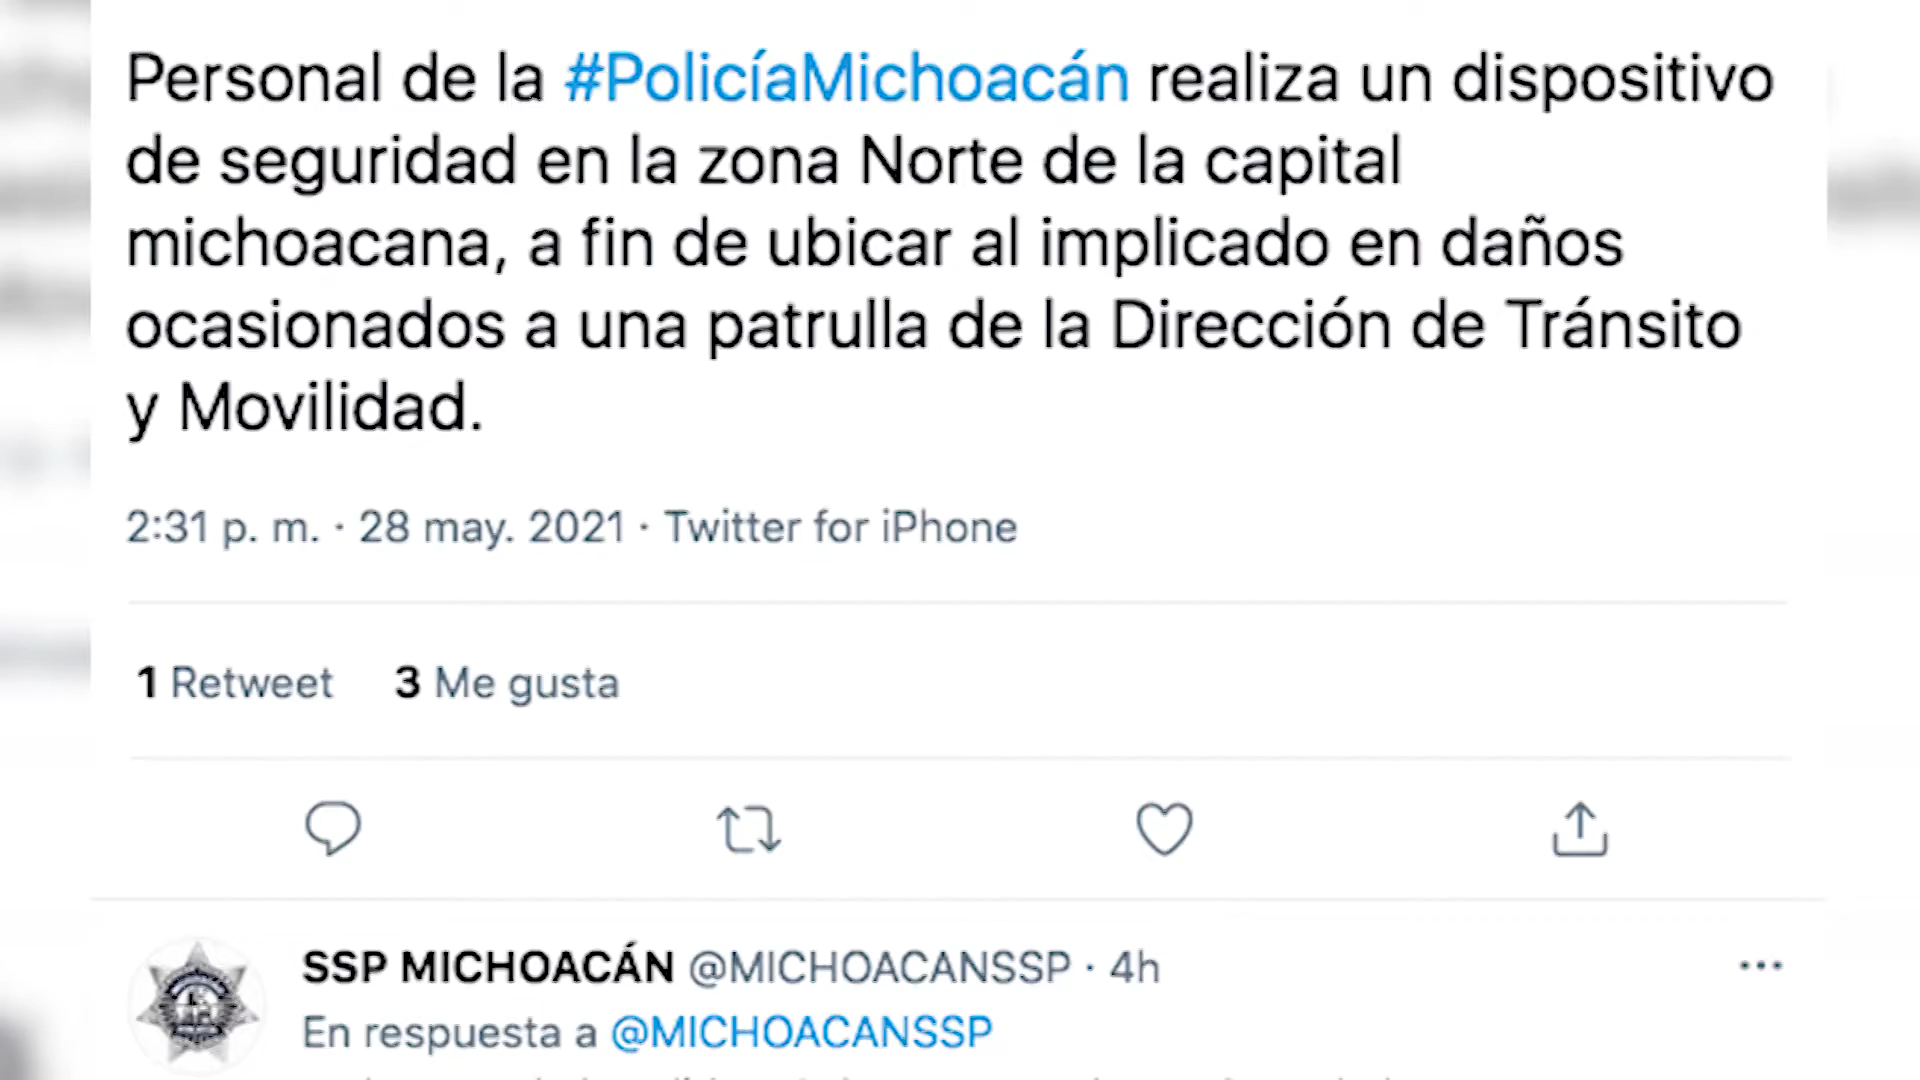 Personal de la #PolicíaMichoacán realiza un dispositivo
de seguridad en la zona Norte de la capital
michoacana, a fin de ubicar al implicado en daños
ocasionados a una patrulla de la Dirección de Tránsito
y Movilidad.
2:31 p. m. · 28 may. 2021 · Twitter for iPhone
1 Retweet 3 Me gusta
SSP MICHOACÁN @MICHOACANSSP · 4h
En respuesta a @MICHOACANSSP